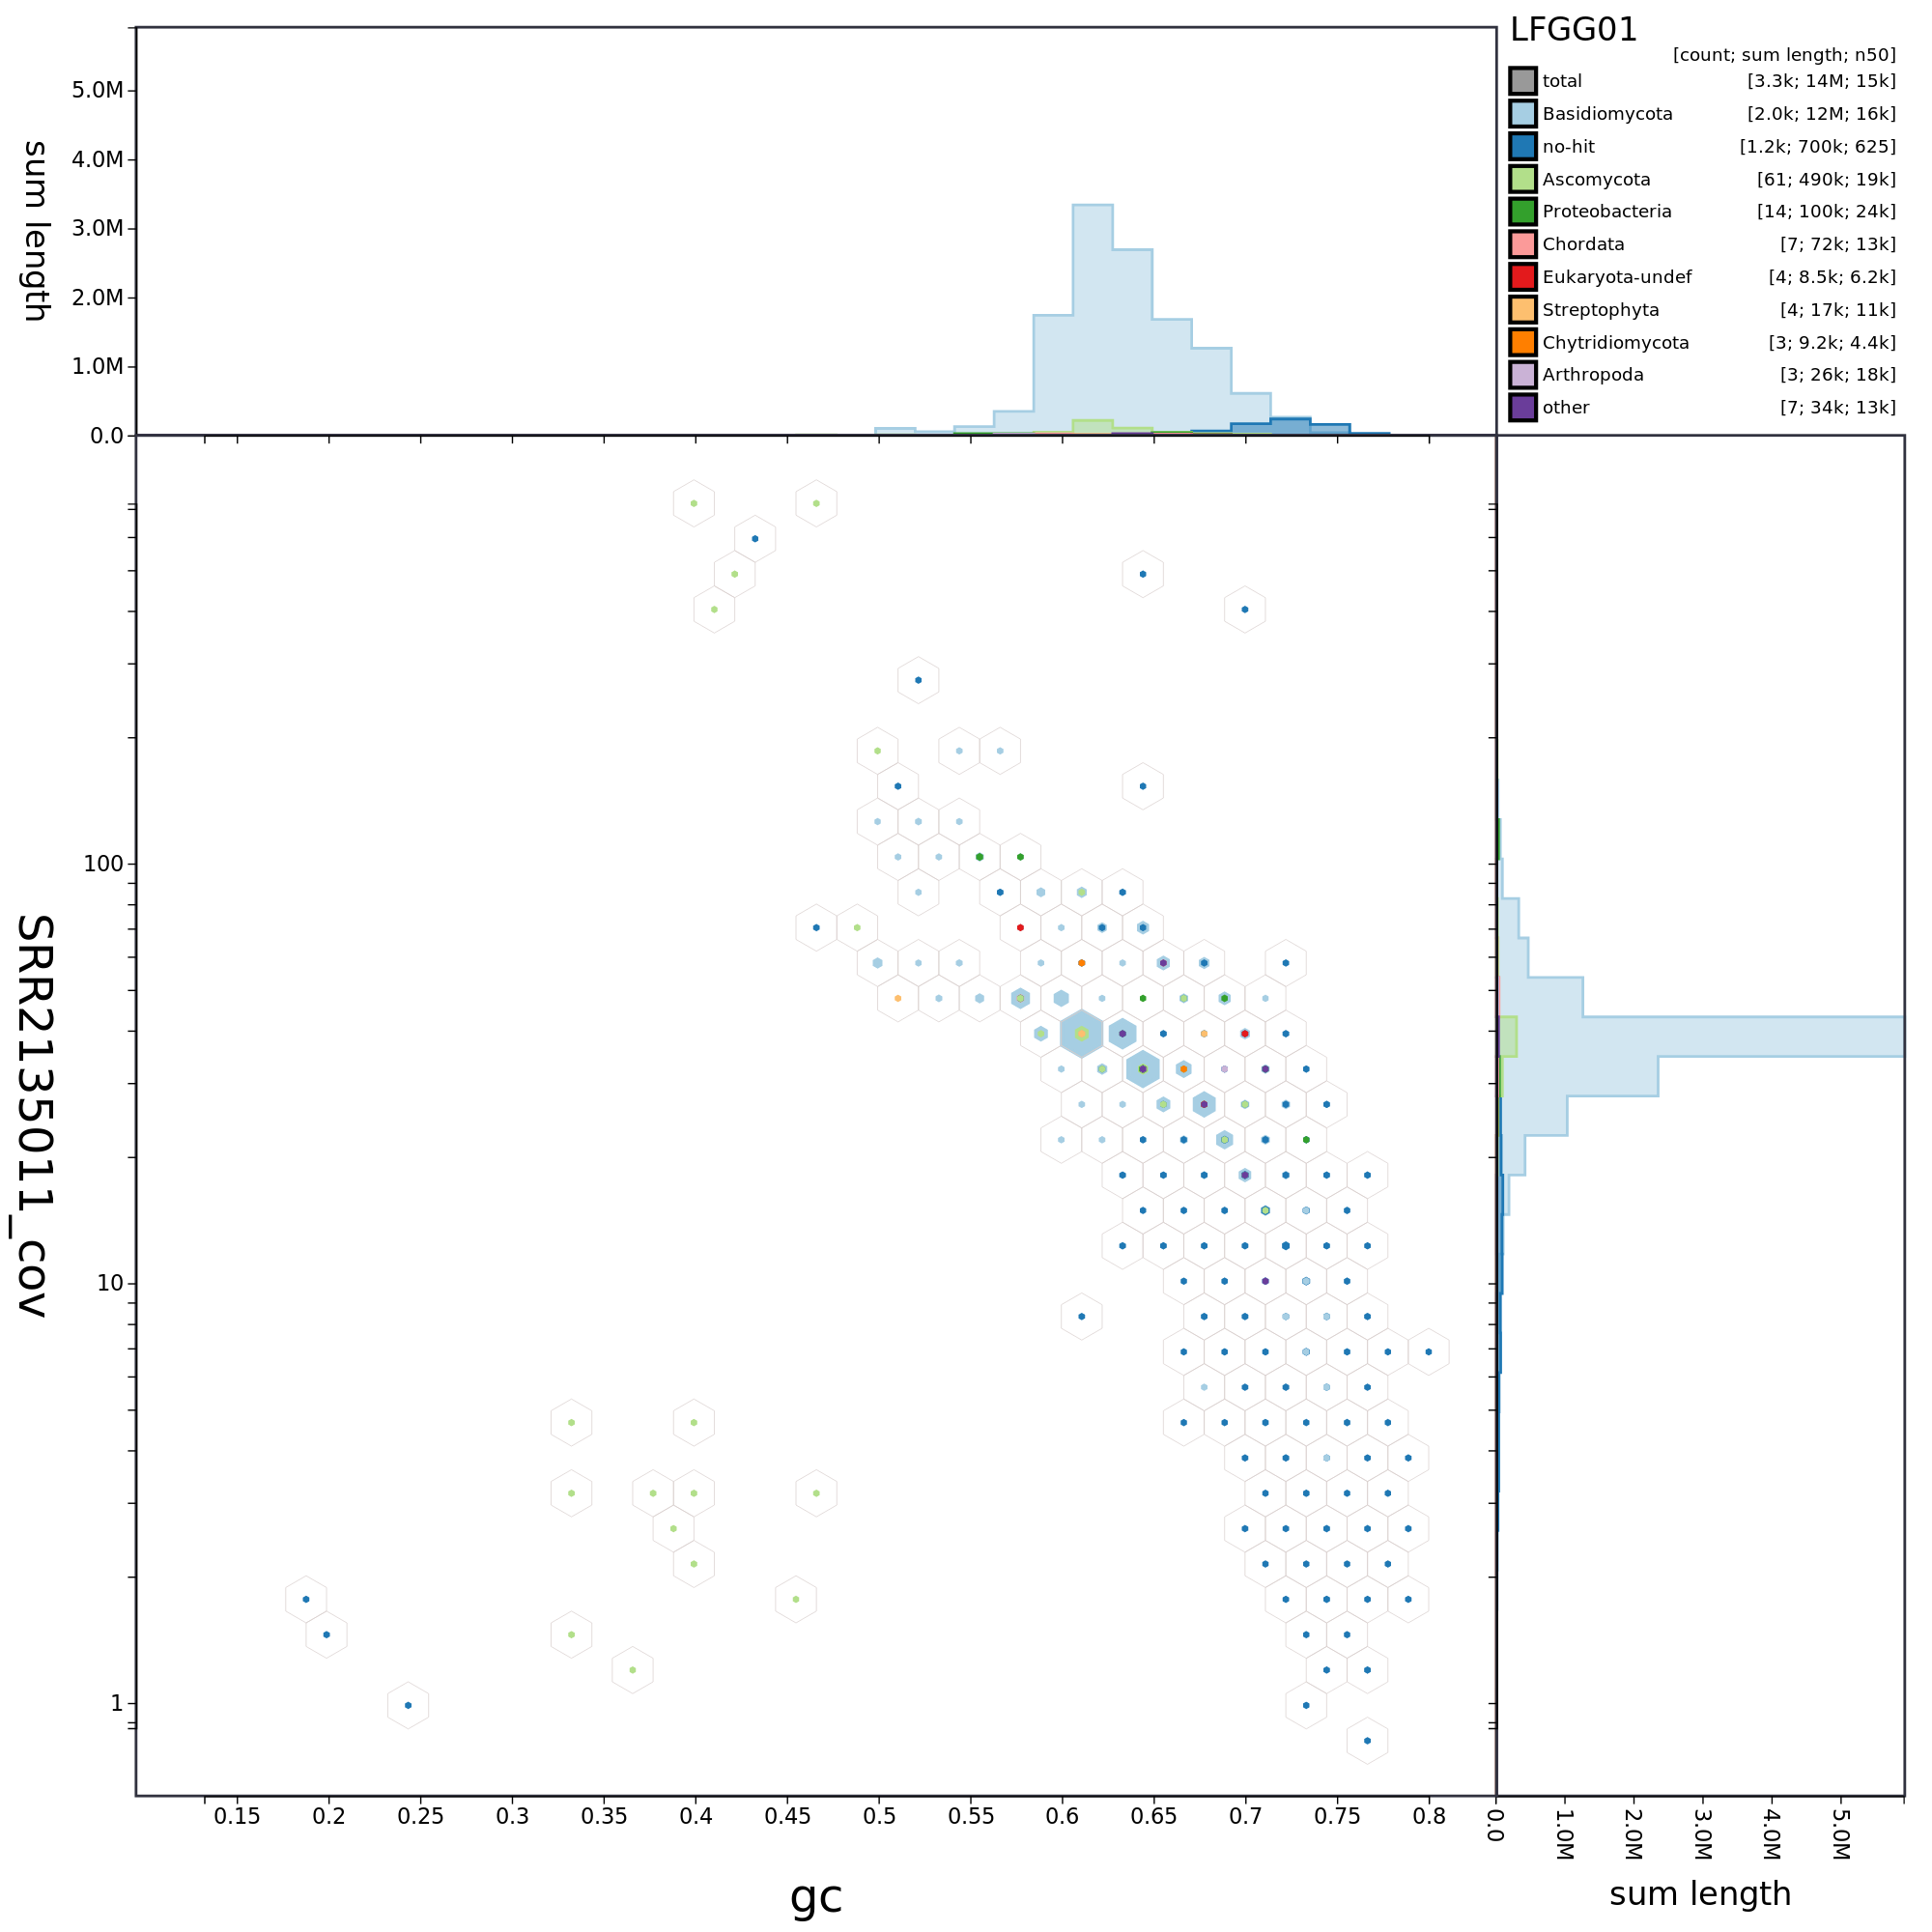 LFGG01
[count; sum length; n50]
total [3.3k; 14M; 15k]
Basidiomycota [2.0k; 12M; 16k]
no-hit [1.2k; 700k; 625]
Ascomycota [61; 490k; 19k]
Proteobacteria [14; 100k; 24k]
Chordata [7; 72k; 13k]
Eukaryota-undef [4; 8.5k; 6.2k]
Streptophyta [4; 17k; 11k]
Chytridiomycota [3; 9.2k; 4.4k]
Arthropoda [3; 26k; 18k]
other [7; 34k; 13k]
sum length
5.0M
4.0M
3.0M
2.0M
1.0M
0.0
SRR2135011_cov
100
10
1
0.15 0.2 0.25 0.3 0.35 0.4 0.45 0.5 0.55 0.6 0.65 0.7 0.75 0.8
gc
0.0 1.0M 2.0M 3.0M 4.0M 5.0M
sum length